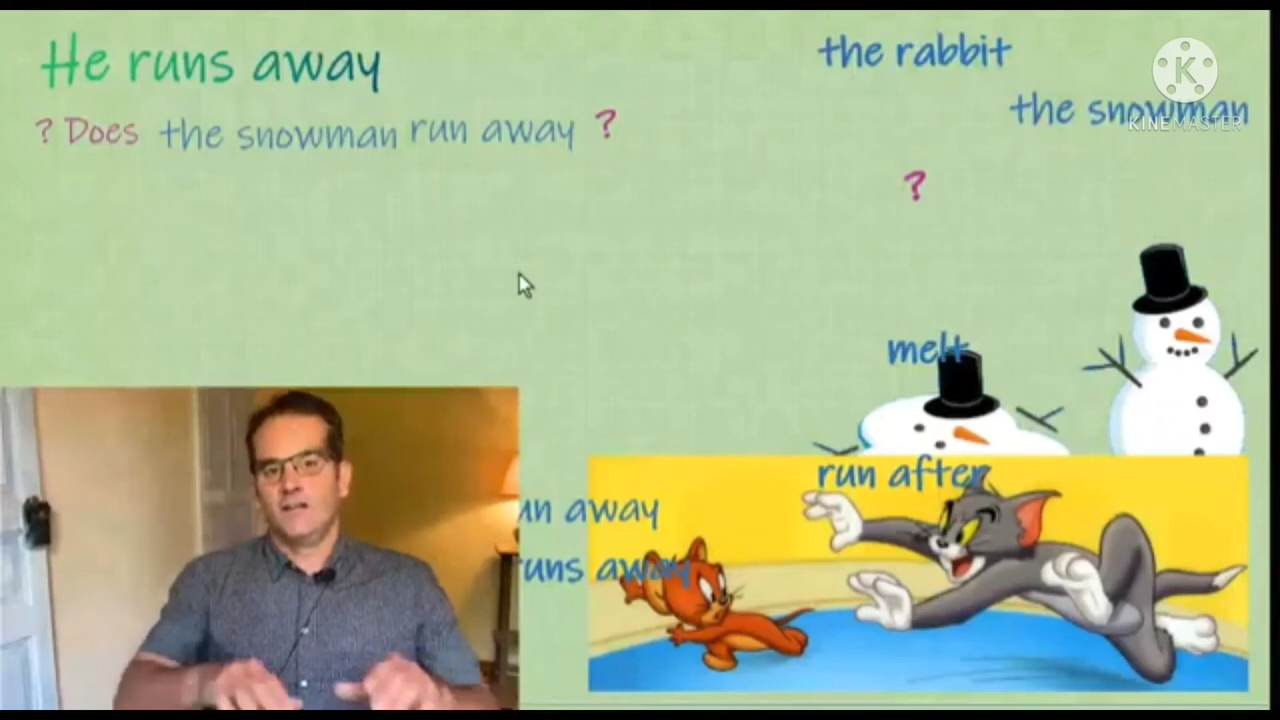 He runs away
? Does the snowman run away ?
the rabbit
the snowman
?
K
KINEMASTER
melt
run after
un away
runs away